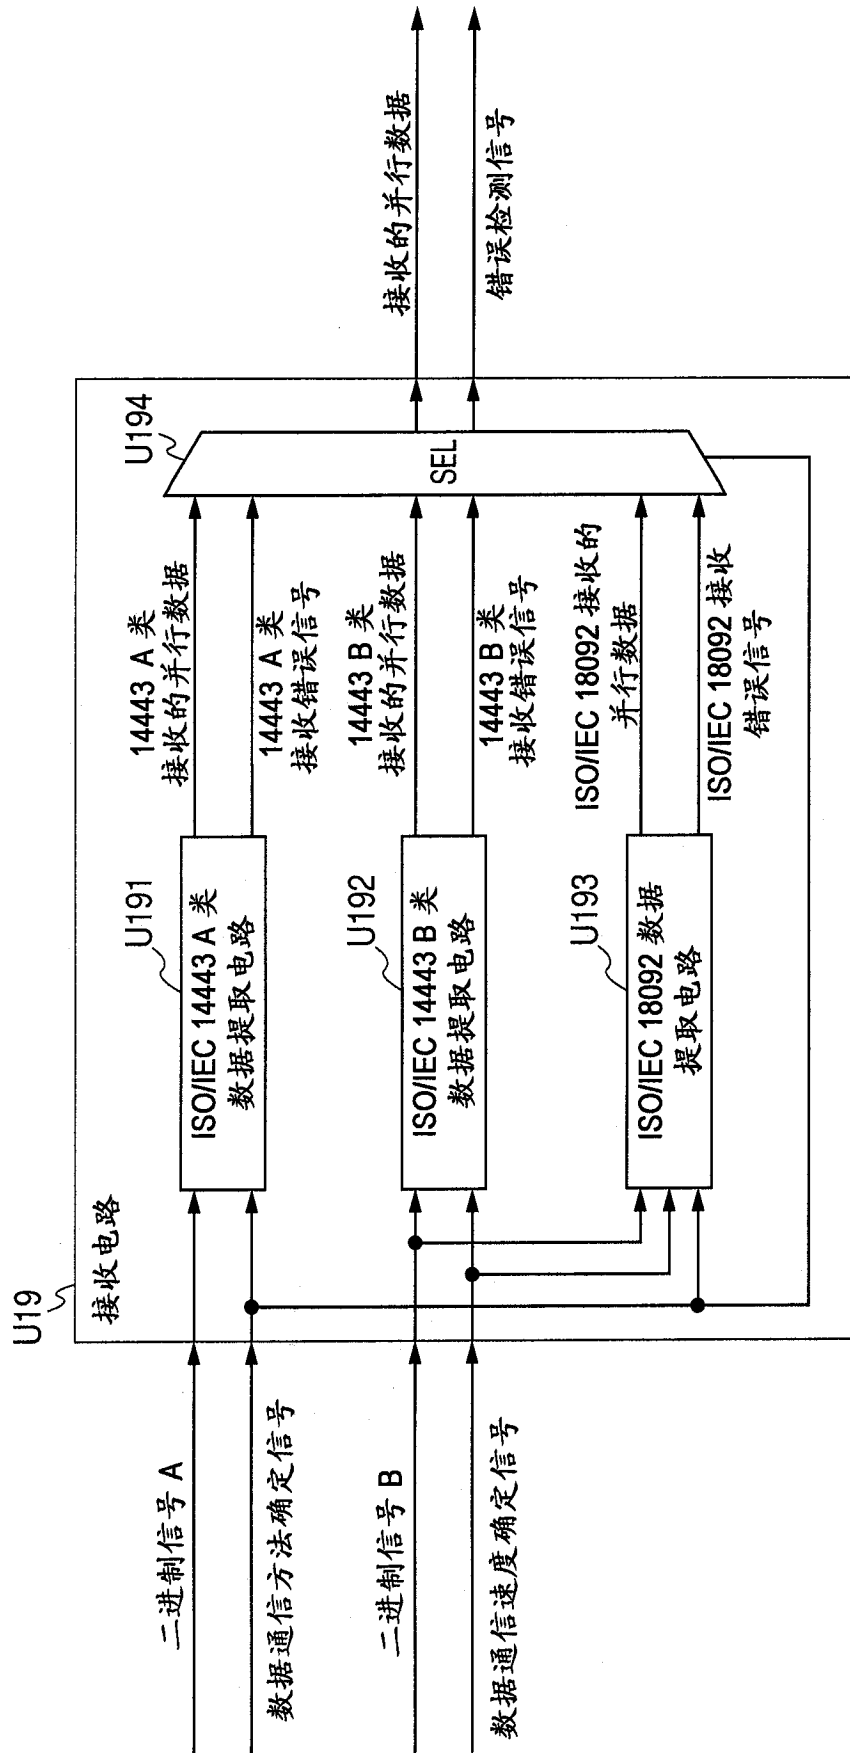 U19
接收电路
二进制信号 A
数据通信方法确定信号
二进制信号 B
数据通信速度确定信号
U191
ISO/IEC 14443 A 类
数据提取电路
U192
ISO/IEC 14443 B 类
数据提取电路
U193
ISO/IEC 18092 数据
提取电路
14443 A 类
接收的并行数据
14443 A 类
接收错误信号
14443 B 类
接收的并行数据
14443 B 类
接收错误信号
ISO/IEC 18092 接收的
并行数据
ISO/IEC 18092 接收
错误信号
U194
SEL
接收的并行数据
错误检测信号